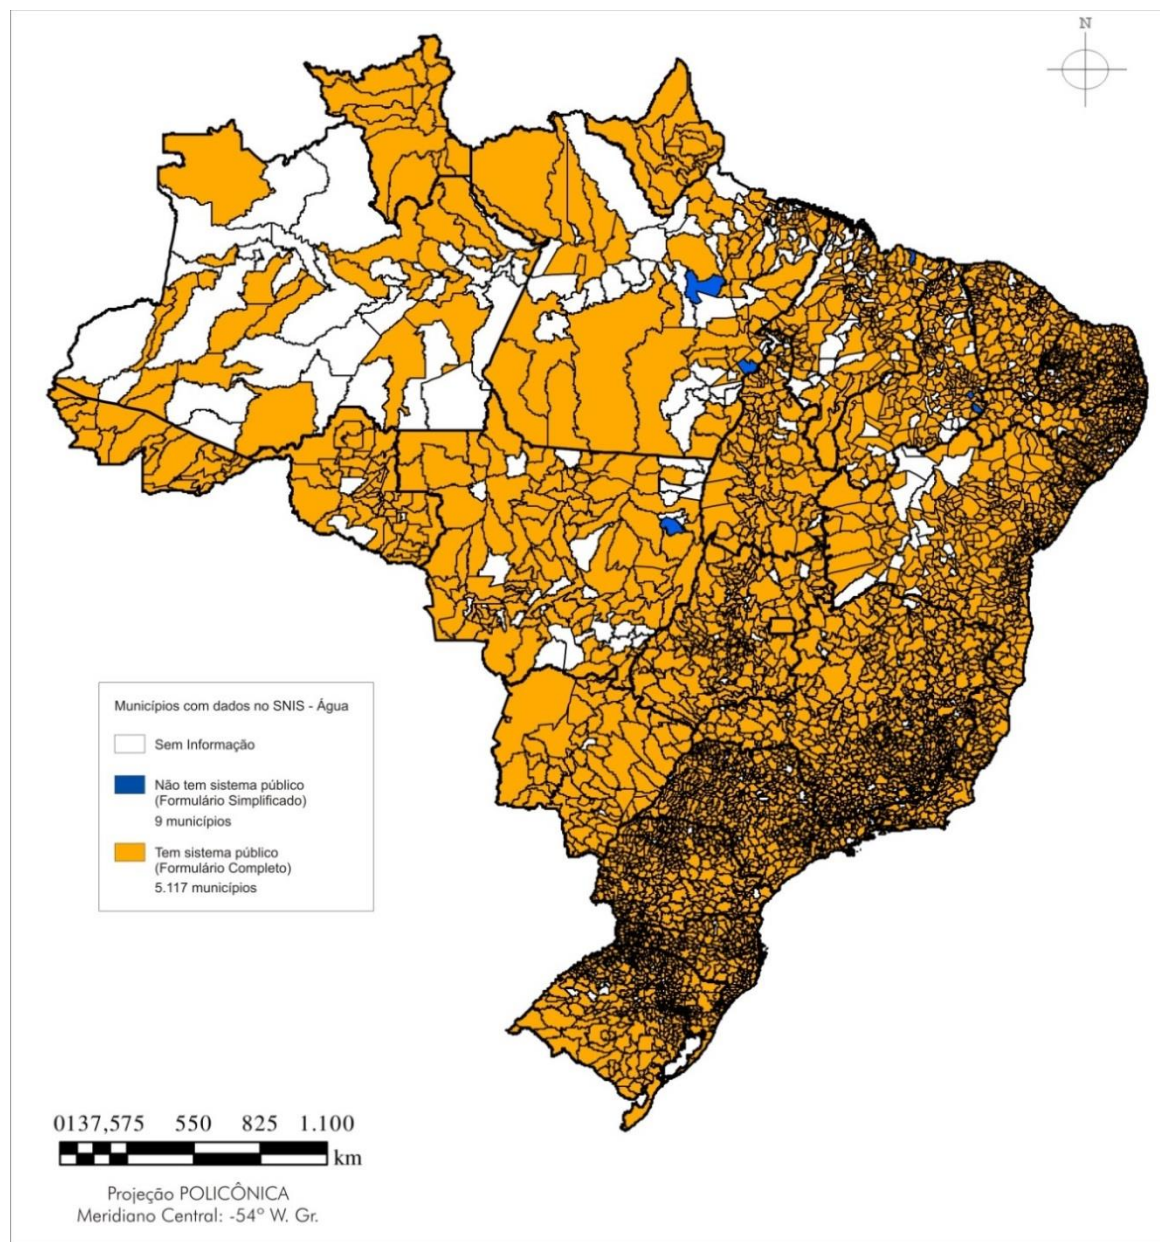 N
Municípios com dados no SNIS - Água
Sem Informação
Não tem sistema público
(Formulário Simplificado)
9 municípios
Tem sistema público
(Formulário Completo)
5.117 municípios
0137,575 550 825 1.100
km
Projeção POLICÔNICA
Meridiano Central: -54º W. Gr.